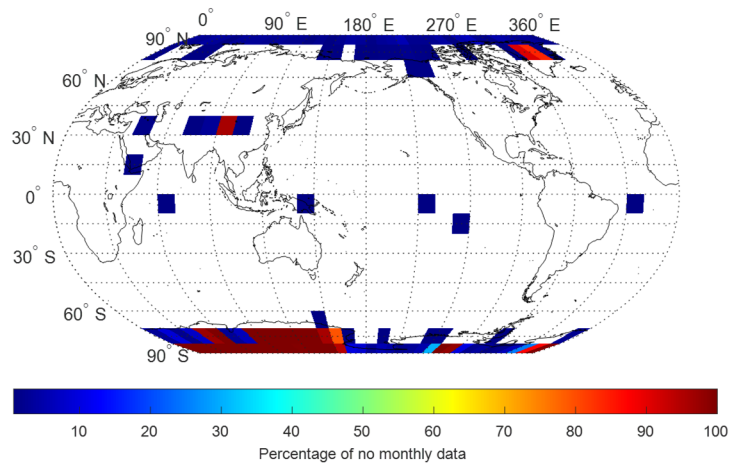 0° 90° E 180° E 270° E 360° E
90° N
60° N
30° N
0°
30° S
60° S
90° S
10 20 30 40 50 60 70 80 90 100
Percentage of no monthly data